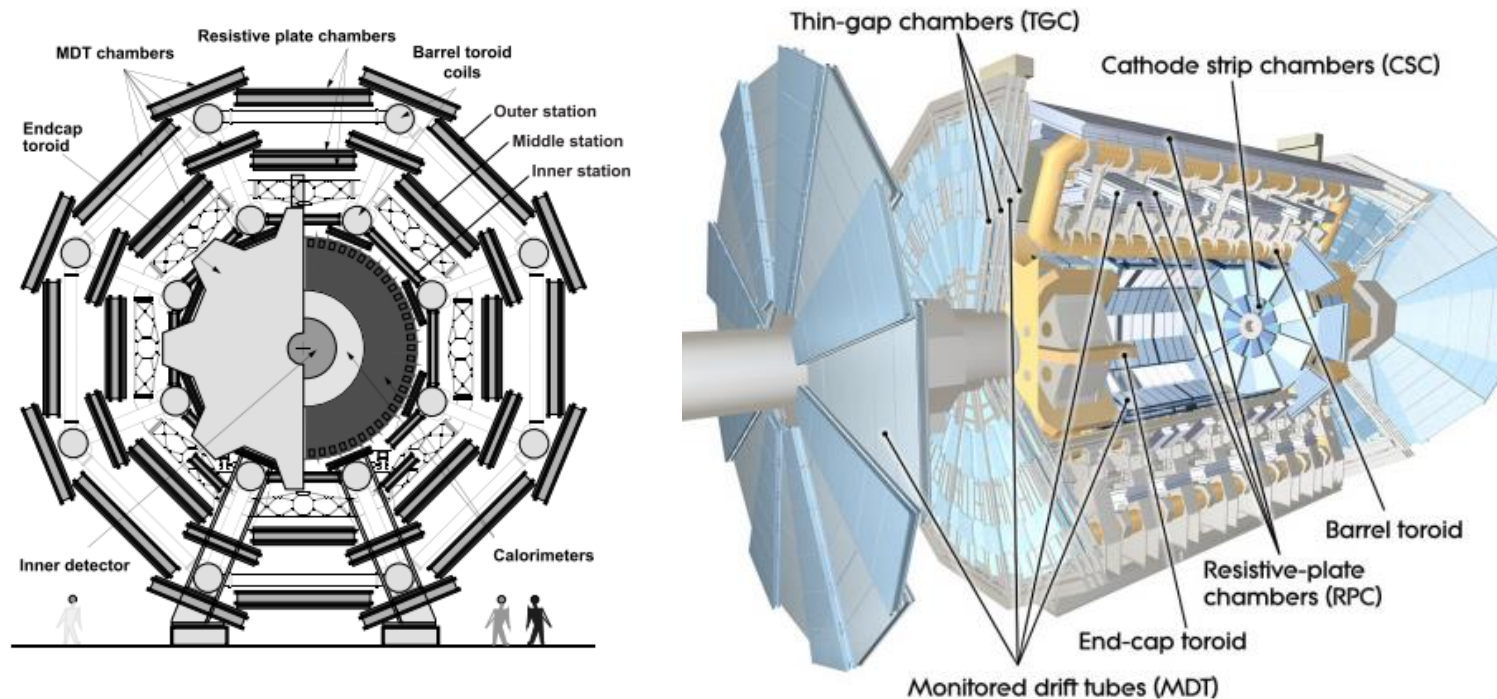 MDT chambers
Resistive plate chambers
Barrel toroid
coils
Outer station
Middle station
Inner station
Endcap
toroid
Inner detector
Calorimeters
Thin-gap chambers (TGC)
Cathode strip chambers (CSC)
Barrel toroid
Resistive-plate
chambers (RPC)
End-cap toroid
Monitored drift tubes (MDT)